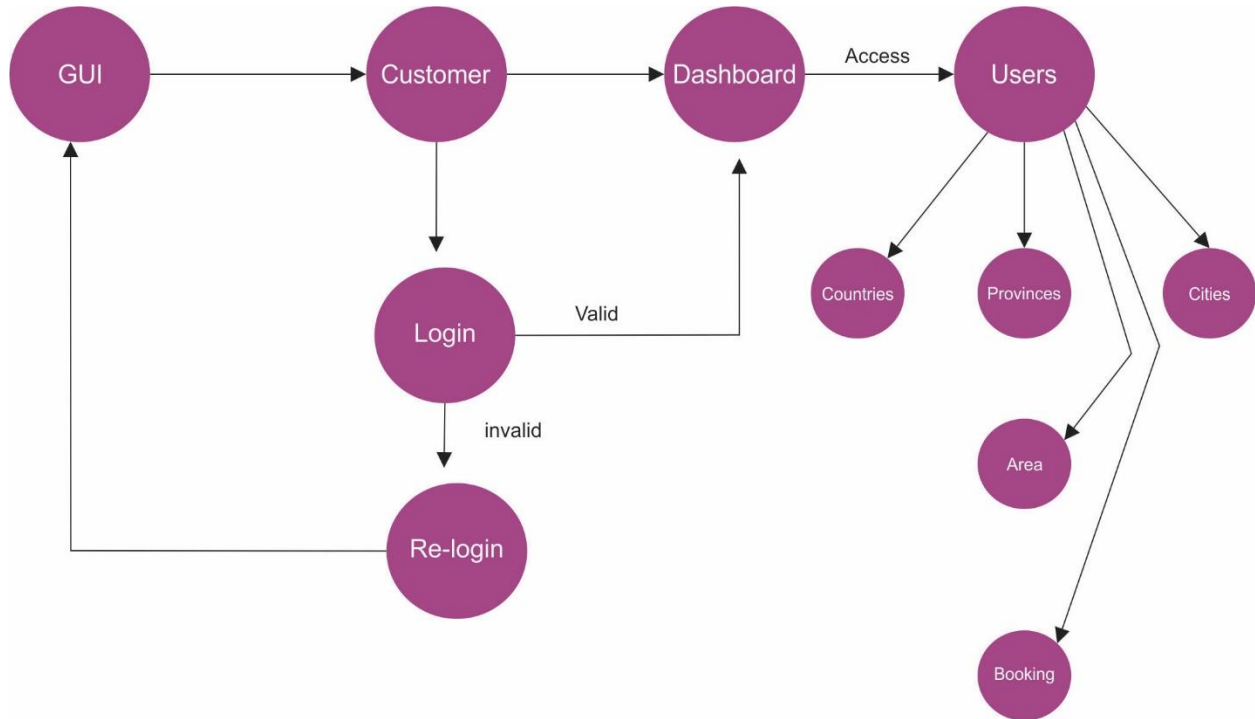 GUI
Customer
Dashboard
Access
Users
Countries
Provinces
Cities
Login
Valid
invalid
Area
Re-login
Booking